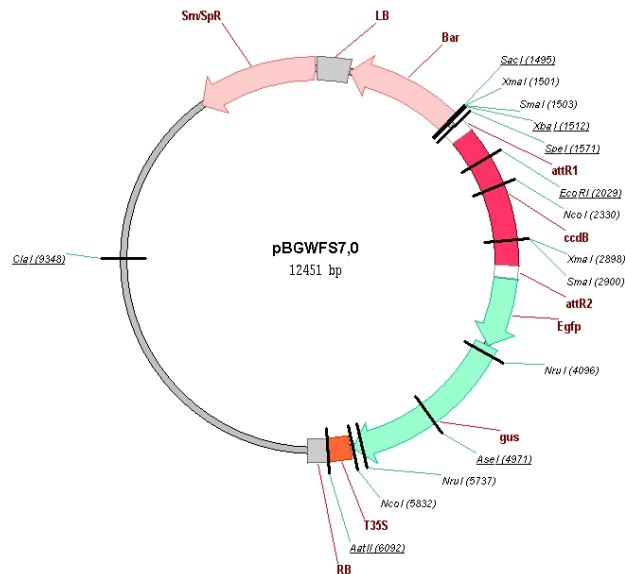 Sm/SpR
LB
Bar
SacI (1495)
XmaI (1501)
SmaI (1503)
XbaI (1512)
SpeI (1571)
attR1
EcoRI (2029)
NcoI (2330)
ccdB
XmaI (2898)
SmaI (2900)
attR2
Egfp
NruI (4096)
gus
AseI (4971)
NruI (5737)
NcoI (5832)
T35S
AatII (6092)
RB
ClaI (9348)
pBGWFS7,0
12451 bp